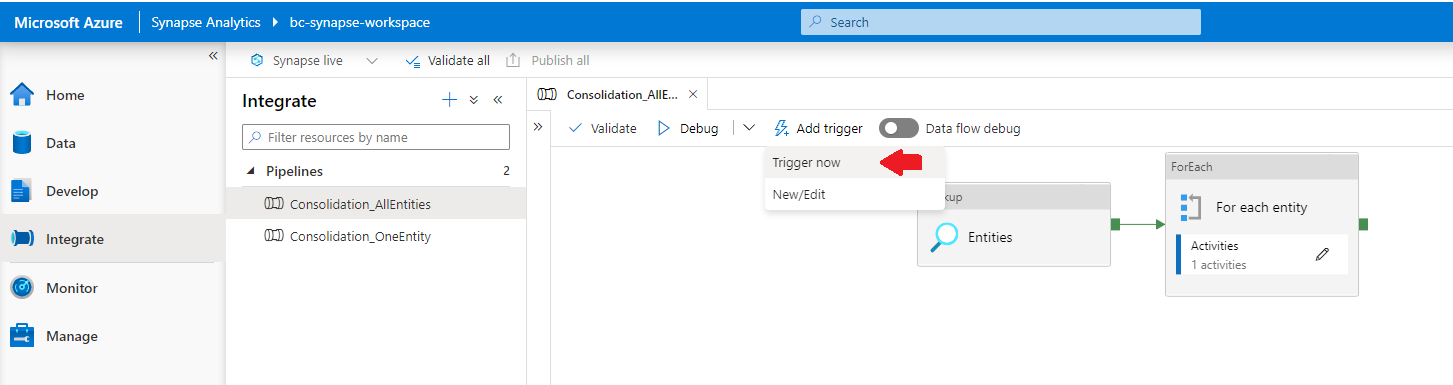 Microsoft Azure
Synapse Analytics
bc-synapse-workspace
Search
Home
Data
Develop
Integrate
Monitor
Manage
Synapse live
Validate all
Publish all
Integrate
Filter resources by name
Pipelines
2
Consolidation_AllEntities
Consolidation_OneEntity
Consolidation_AllE...
Validate
Debug
Add trigger
Data flow debug
Trigger now
New/Edit
kup
Entities
ForEach
For each entity
Activities
1 activities